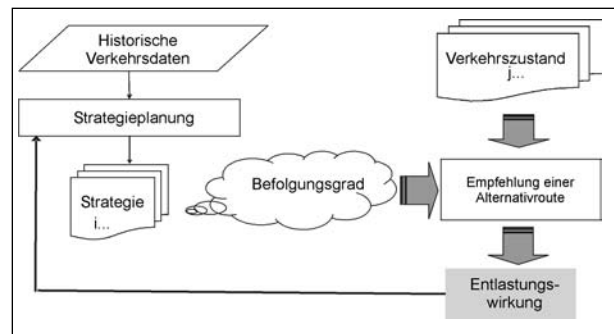 Historische
Verkehrsdaten
Strategieplanung
Strategie
i...
Befolgungsgrad
Verkehrszustand
j...
Empfehlung einer
Alternativroute
Entlastungs-
wirkung